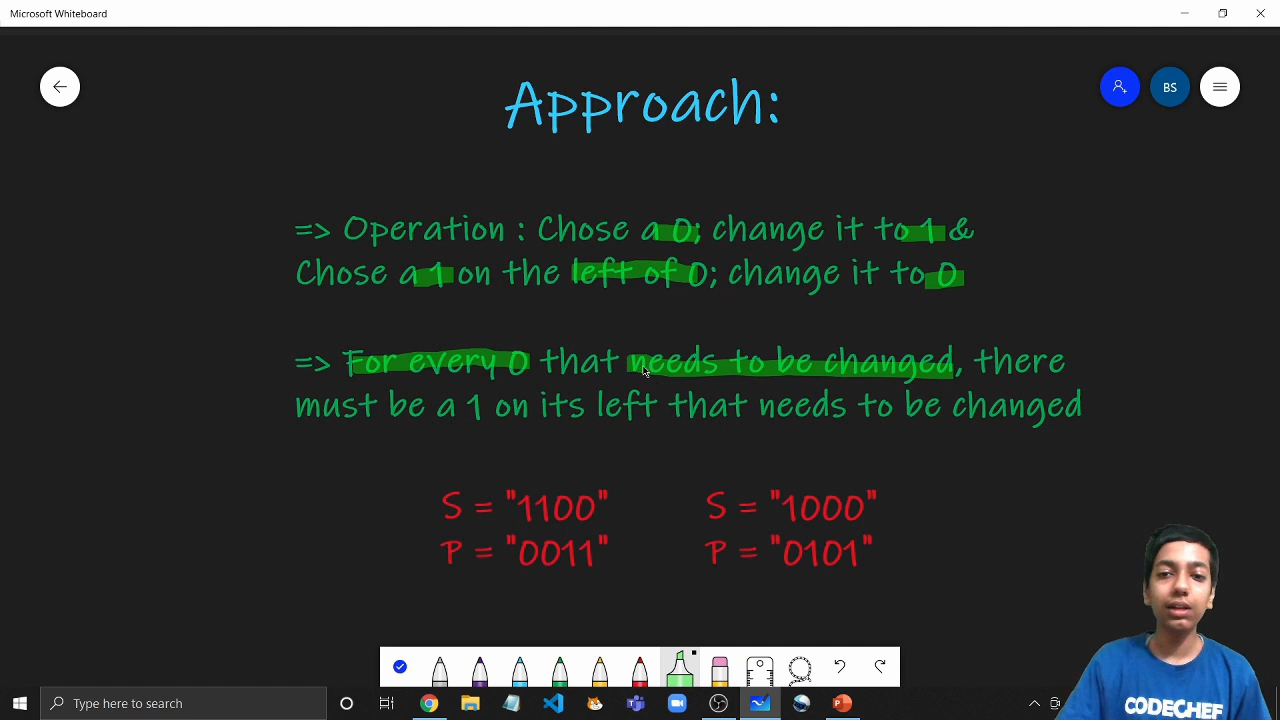 Microsoft Whiteboard
BS
Approach:
=> Operation : Chose a 0; change it to 1 &
Chose a 1 on the left of 0; change it to 0
=> For every 0 that needs to be changed, there
must be a 1 on its left that needs to be changed
S = "1100"
P = "0011"
S = "1000"
P = "0101"
CODECHEF
Type here to search